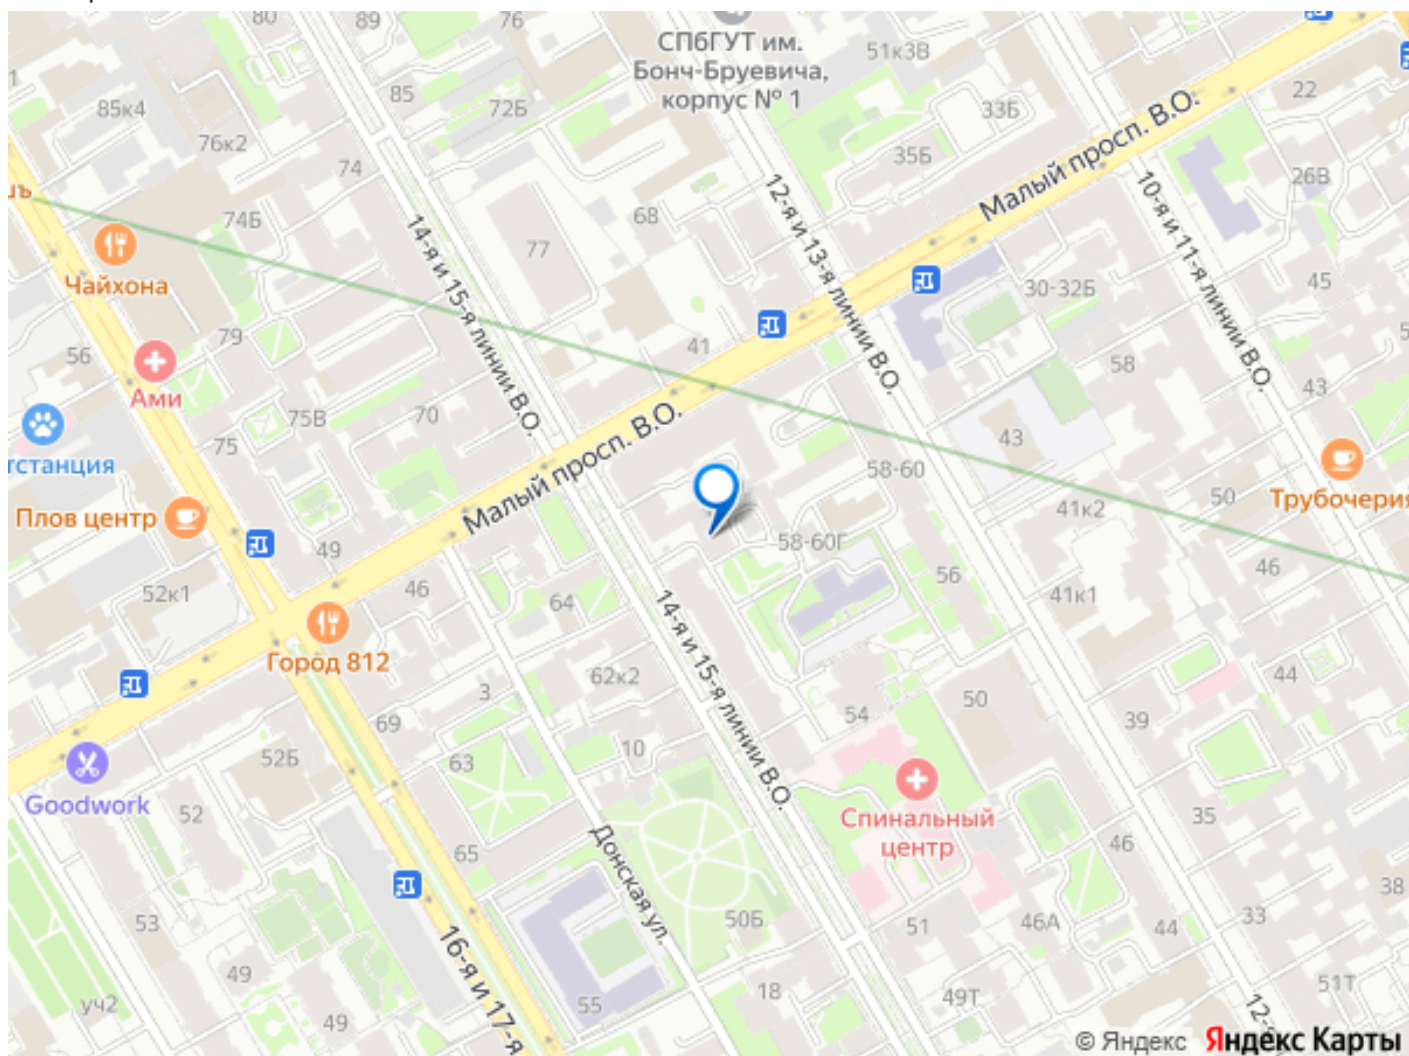 80
89
76
СПбГУТ им.
Бонч-Бруевича,
корпус № 1
51к3В
22
85к4
85
72Б
33Б
Малый просп. В.О.
76к2
74
35Б
26В
12-я и 13-я линии В.О.
10-я и 11-я линии В.О.
74Б
68
14-я и 15-я линии В.О.
77
Чайхона
30-32Б
45
79
41
56
58
Ами
43
75В
70
Малый просп. В.О.
75
43
58-60
тстанция
50
Трубочерия
41к2
Плов центр
49
58-60Г
46
56
52к1
46
64
41к1
14-я и 15-я линии В.О.
Город 812
62к2
3
44
54
50
39
69
10
52Б
63
Goodwork
Спинальный
центр
52
35
Донская ул.
46
65
38
53
50Б
51
46А
44
33
16-я и 17-я
49
уч2
55
18
49Т
51Т
49
12-
© Яндекс Яндекс Карты